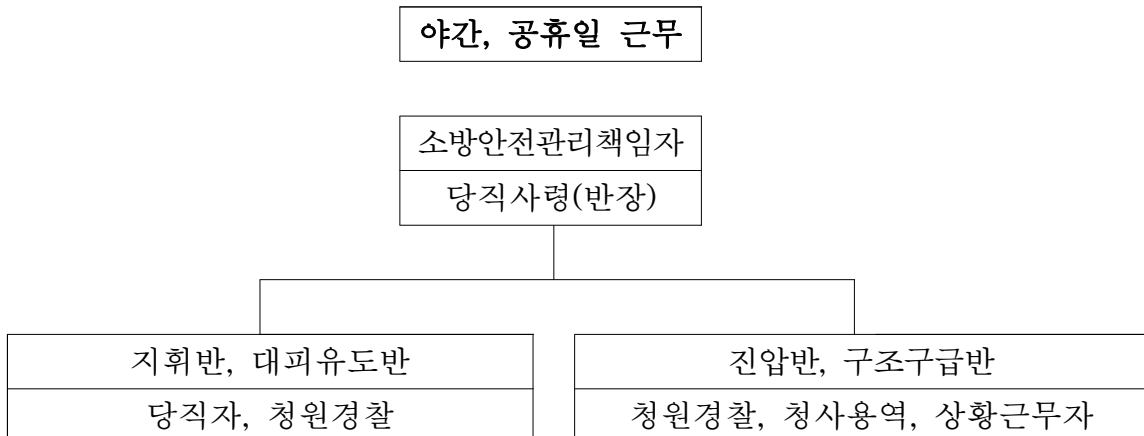 야간, 공휴일 근무
소방안전관리책임자
당직사령(반장)
지휘반, 대피유도반
당직자, 청원경찰
진압반, 구조구급반
청원경찰, 청사용역, 상황근무자